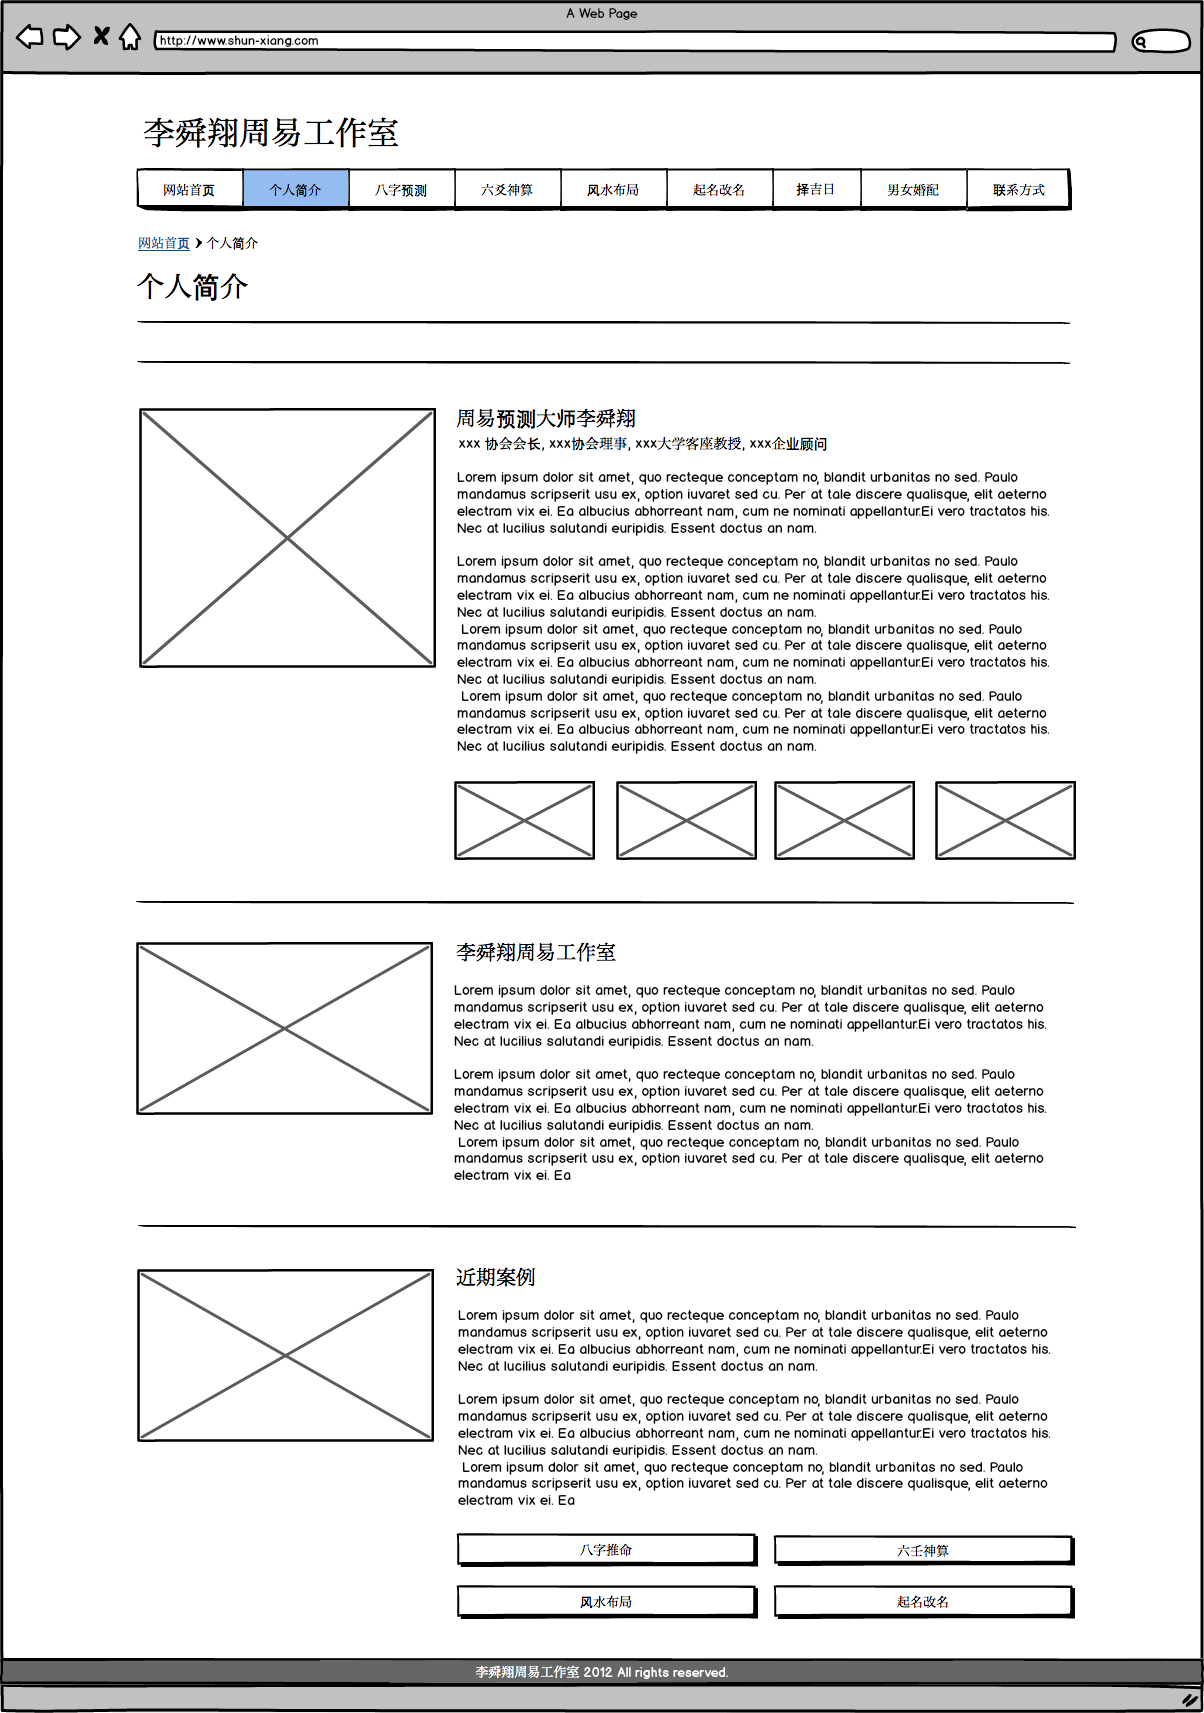 A Web Page
http://www.shun-xiang.com
李舜翔周易工作室
网站首页 个人简介 八字预测 六爻神算 风水布局 起名改名 择吉日 男女婚配 联系方式
网站首页 > 个人简介
个人简介
周易预测大师李舜翔
xxx 协会会长, xxx协会理事, xxx大学客座教授, xxx企业顾问
Lorem ipsum dolor sit amet, quo recteque conceptam no, blandit urbanitas no sed. Paulo
mandamus scripserit usu ex, option iuvaret sed cu. Per at tale discere qualisque, elit aeterno
electram vix ei. Ea albucius abhorreant nam, cum ne nominati appellantur.Ei vero tractatos his.
Nec at lucilius salutandi euripidis. Essent doctus an nam.
Lorem ipsum dolor sit amet, quo recteque conceptam no, blandit urbanitas no sed. Paulo
mandamus scripserit usu ex, option iuvaret sed cu. Per at tale discere qualisque, elit aeterno
electram vix ei. Ea albucius abhorreant nam, cum ne nominati appellantur.Ei vero tractatos his.
Nec at lucilius salutandi euripidis. Essent doctus an nam.
Lorem ipsum dolor sit amet, quo recteque conceptam no, blandit urbanitas no sed. Paulo
mandamus scripserit usu ex, option iuvaret sed cu. Per at tale discere qualisque, elit aeterno
electram vix ei. Ea albucius abhorreant nam, cum ne nominati appellantur.Ei vero tractatos his.
Nec at lucilius salutandi euripidis. Essent doctus an nam.
Lorem ipsum dolor sit amet, quo recteque conceptam no, blandit urbanitas no sed. Paulo
mandamus scripserit usu ex, option iuvaret sed cu. Per at tale discere qualisque, elit aeterno
electram vix ei. Ea albucius abhorreant nam, cum ne nominati appellantur.Ei vero tractatos his.
Nec at lucilius salutandi euripidis. Essent doctus an nam.
李舜翔周易工作室
Lorem ipsum dolor sit amet, quo recteque conceptam no, blandit urbanitas no sed. Paulo
mandamus scripserit usu ex, option iuvaret sed cu. Per at tale discere qualisque, elit aeterno
electram vix ei. Ea albucius abhorreant nam, cum ne nominati appellantur.Ei vero tractatos his.
Nec at lucilius salutandi euripidis. Essent doctus an nam.
Lorem ipsum dolor sit amet, quo recteque conceptam no, blandit urbanitas no sed. Paulo
mandamus scripserit usu ex, option iuvaret sed cu. Per at tale discere qualisque, elit aeterno
electram vix ei. Ea albucius abhorreant nam, cum ne nominati appellantur.Ei vero tractatos his.
Nec at lucilius salutandi euripidis. Essent doctus an nam.
Lorem ipsum dolor sit amet, quo recteque conceptam no, blandit urbanitas no sed. Paulo
mandamus scripserit usu ex, option iuvaret sed cu. Per at tale discere qualisque, elit aeterno
electram vix ei. Ea
近期案例
Lorem ipsum dolor sit amet, quo recteque conceptam no, blandit urbanitas no sed. Paulo
mandamus scripserit usu ex, option iuvaret sed cu. Per at tale discere qualisque, elit aeterno
electram vix ei. Ea albucius abhorreant nam, cum ne nominati appellantur.Ei vero tractatos his.
Nec at lucilius salutandi euripidis. Essent doctus an nam.
Lorem ipsum dolor sit amet, quo recteque conceptam no, blandit urbanitas no sed. Paulo
mandamus scripserit usu ex, option iuvaret sed cu. Per at tale discere qualisque, elit aeterno
electram vix ei. Ea albucius abhorreant nam, cum ne nominati appellantur.Ei vero tractatos his.
Nec at lucilius salutandi euripidis. Essent doctus an nam.
Lorem ipsum dolor sit amet, quo recteque conceptam no, blandit urbanitas no sed. Paulo
mandamus scripserit usu ex, option iuvaret sed cu. Per at tale discere qualisque, elit aeterno
electram vix ei. Ea
八字推命 六壬神算
风水布局 起名改名
李舜翔周易工作室 2012 All rights reserved.